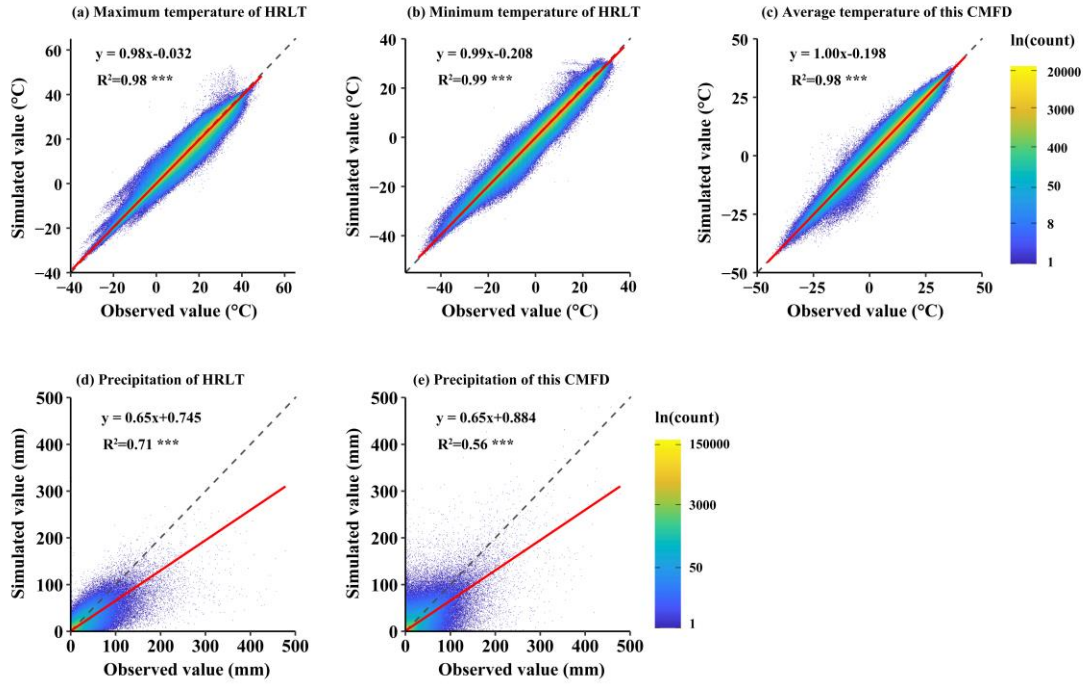 (a) Maximum temperature of HRLT
(b) Minimum temperature of HRLT
(c) Average temperature of this CMFD
y = 0.98x-0.032
R²=0.98 ***
60
40
20
0
−20
−40
Simulated value (°C)
−40 −20 0 20 40 60
Observed value (°C)
y = 0.99x-0.208
R²=0.99 ***
40
20
0
−20
−40
Simulated value (°C)
−40 −20 0 20 40
Observed value (°C)
y = 1.00x-0.198
R²=0.98 ***
50
25
0
−25
−50
Simulated value (°C)
−50 −25 0 25 50
Observed value (°C)
ln(count)
20000
3000
400
50
8
1
(d) Precipitation of HRLT
(e) Precipitation of this CMFD
y = 0.65x+0.745
R²=0.71 ***
500
400
300
200
100
0
Simulated value (mm)
0 100 200 300 400 500
Observed value (mm)
y = 0.65x+0.884
R²=0.56 ***
500
400
300
200
100
0
Simulated value (mm)
0 100 200 300 400 500
Observed value (mm)
ln(count)
150000
3000
50
1